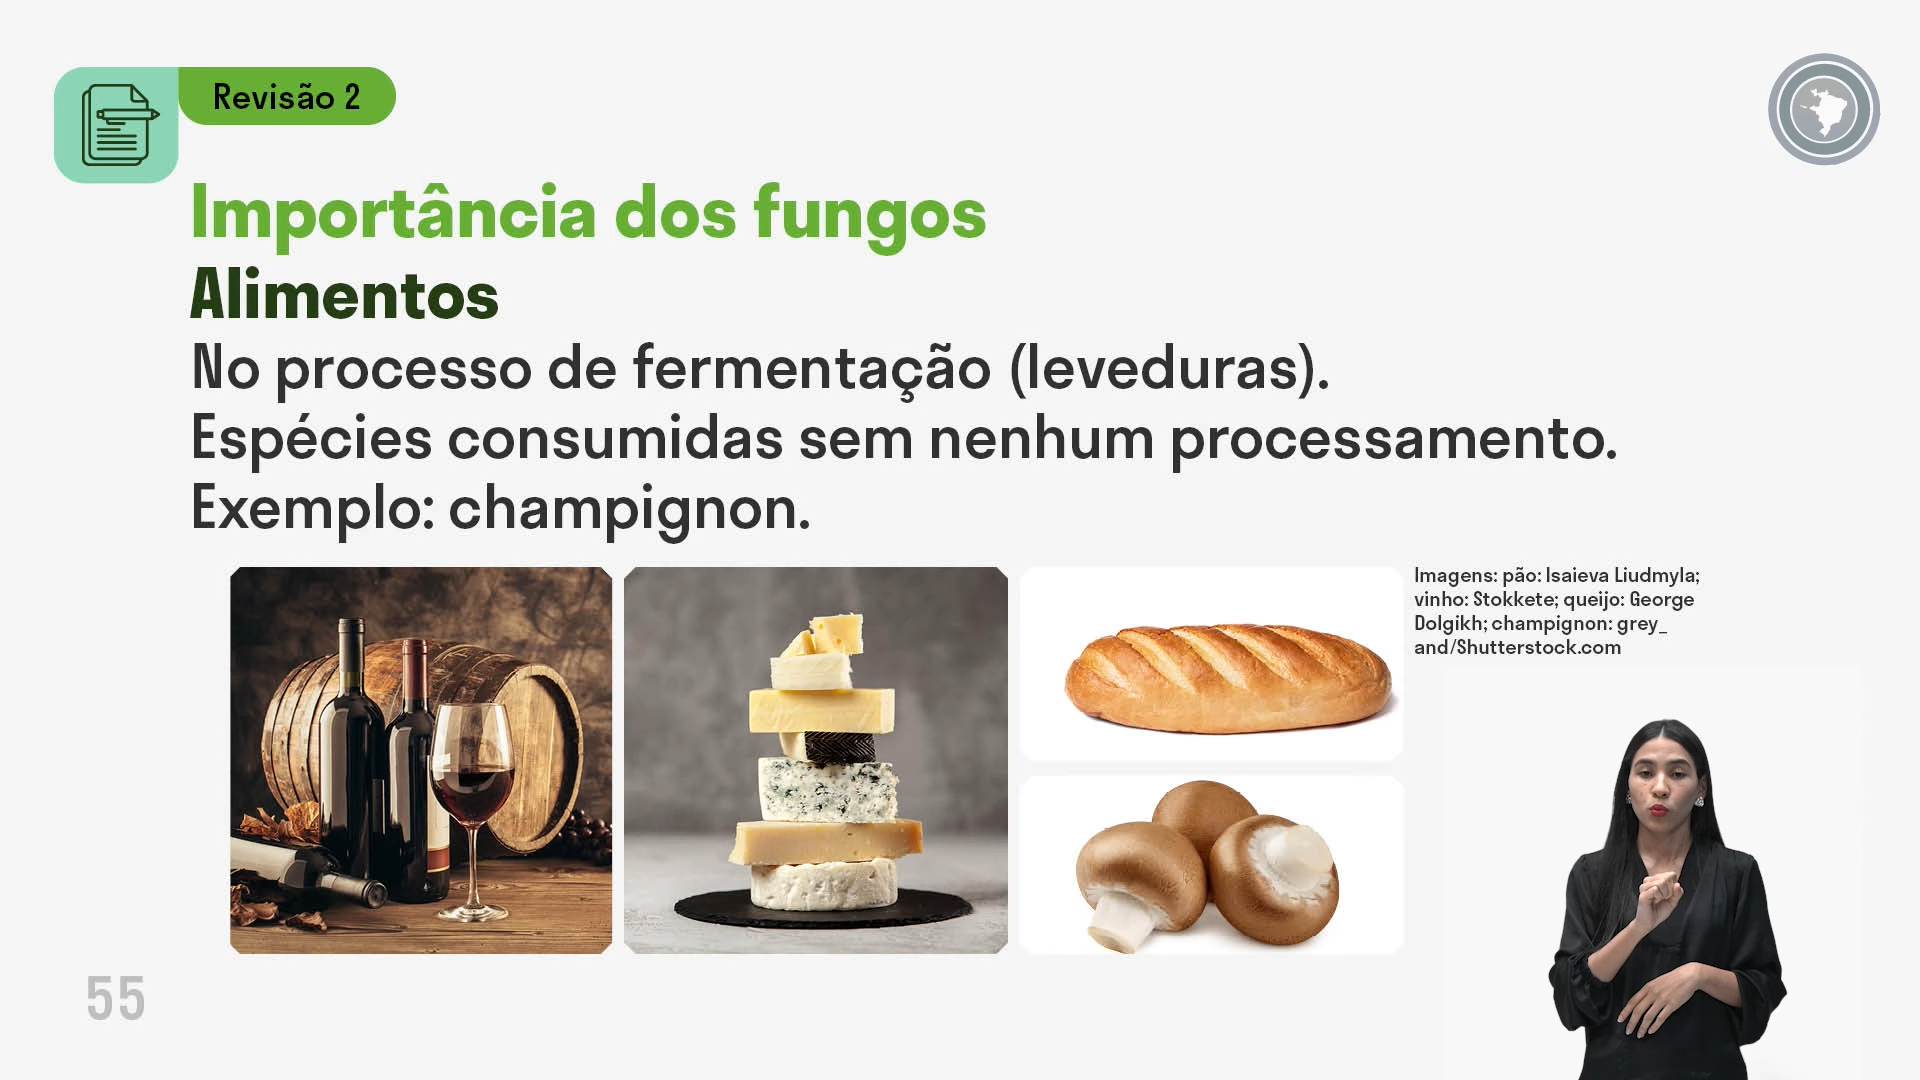 Revisão 2
Importância dos fungos
Alimentos
No processo de fermentação (leveduras).
Espécies consumidas sem nenhum processamento.
Exemplo: champignon.
Imagens: pão: Isaieva Liudmyla;
vinho: Stokkete; queijo: George
Dolgikh; champignon: grey_
and/Shutterstock.com
55